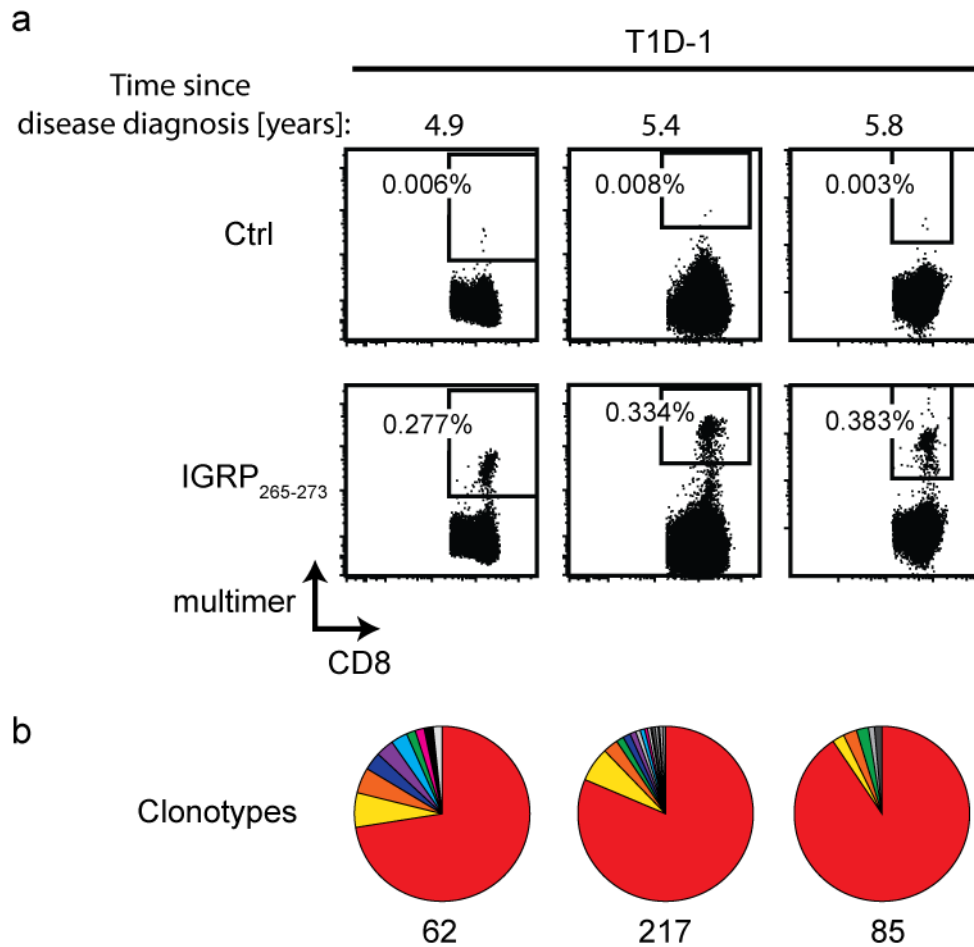 a
T1D-1
Time since
disease diagnosis [years]: 4.9 5.4 5.8
Ctrl 0.006% 0.008% 0.003%
IGRP265-273 0.277% 0.334% 0.383%
multimer
CD8
b
Clonotypes
62 217 85